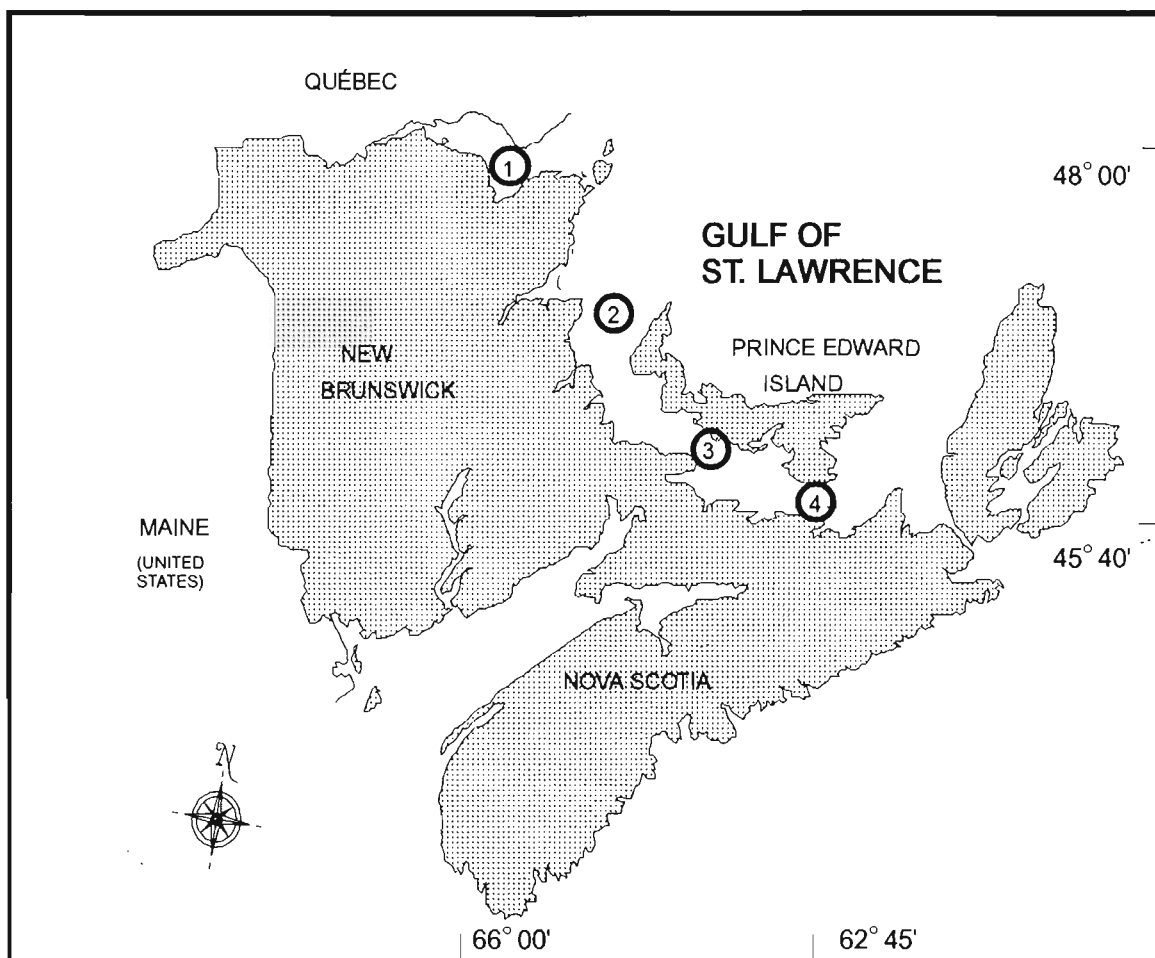 QUÉBEC
1
48° 00'
GULF OF
ST. LAWRENCE
2
NEW
BRUNSWICK
PRINCE EDWARD
ISLAND
3
4
MAINE
(UNITED
STATES)
45° 40'
NOVA SCOTIA
N
66° 00'
62° 45'